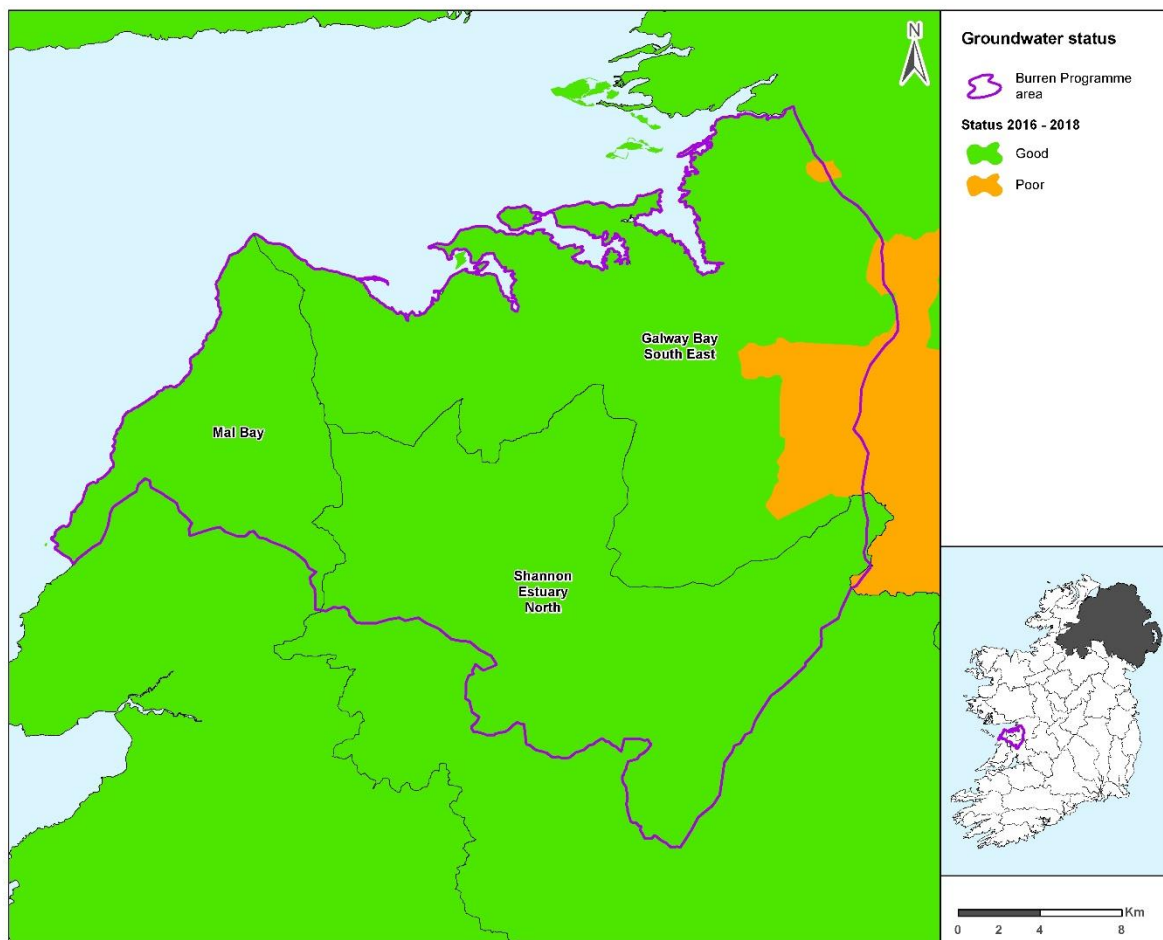 N
Galway Bay
South East
Mal Bay
Shannon
Estuary
North
Groundwater status
Burren Programme
area
Status 2016 - 2018
Good
Poor
Km
0 2 4 8